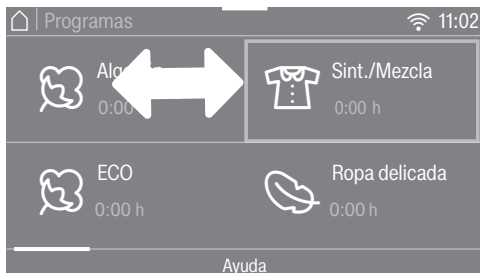 Programas 11:02
Sint./Mezcla
0:00 h
ECO
0:00 h
Ropa delicada
0:00 h
Ayuda